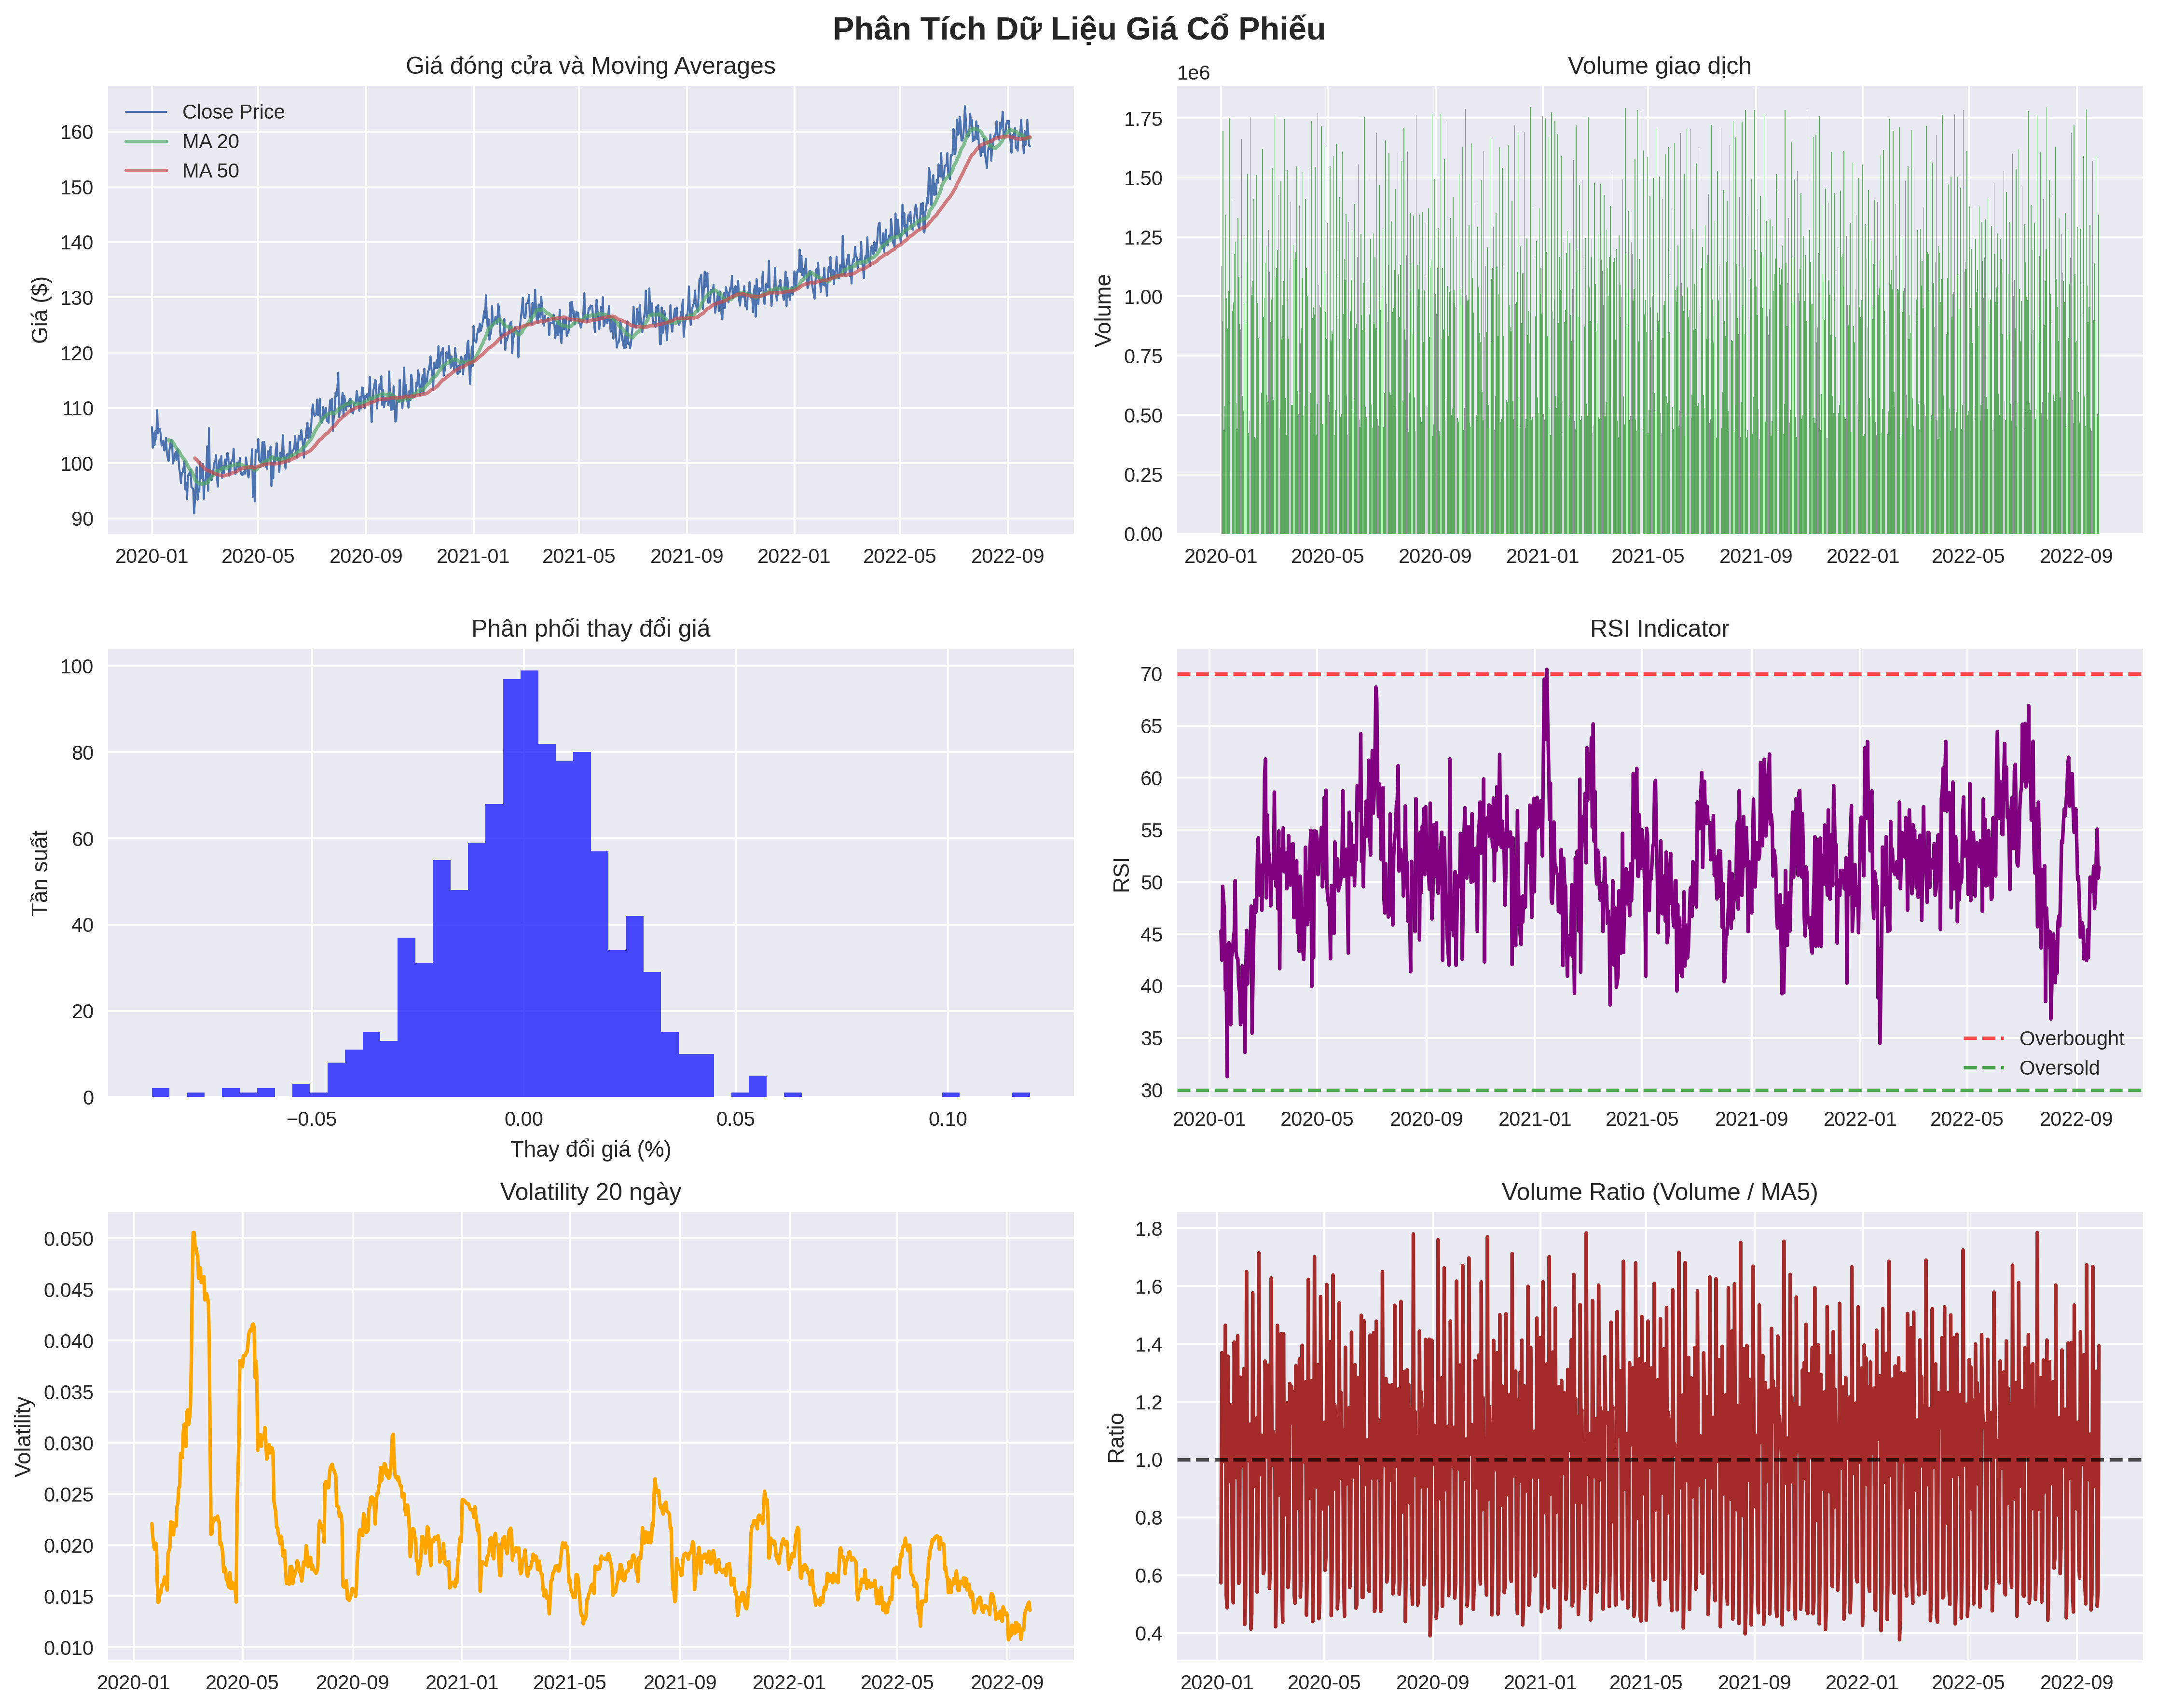 Phân Tích Dữ Liệu Giá Cổ Phiếu
Giá đóng cửa và Moving Averages
Close Price
MA 20
MA 50
Giá ($)
160
150
140
130
120
110
100
90
2020-01 2020-05 2020-09 2021-01 2021-05 2021-09 2022-01 2022-05 2022-09
Volume giao dịch
1e6
Volume
1.75
1.50
1.25
1.00
0.75
0.50
0.25
0.00
2020-01 2020-05 2020-09 2021-01 2021-05 2021-09 2022-01 2022-05 2022-09
Phân phối thay đổi giá
Tần suất
100
80
60
40
20
0
−0.05 0.00 0.05 0.10
Thay đổi giá (%)
RSI Indicator
RSI
70
65
60
55
50
45
40
35
30
Overbought
Oversold
2020-01 2020-05 2020-09 2021-01 2021-05 2021-09 2022-01 2022-05 2022-09
Volatility 20 ngày
Volatility
0.050
0.045
0.040
0.035
0.030
0.025
0.020
0.015
0.010
2020-01 2020-05 2020-09 2021-01 2021-05 2021-09 2022-01 2022-05 2022-09
Volume Ratio (Volume / MA5)
Ratio
1.8
1.6
1.4
1.2
1.0
0.8
0.6
0.4
2020-01 2020-05 2020-09 2021-01 2021-05 2021-09 2022-01 2022-05 2022-09